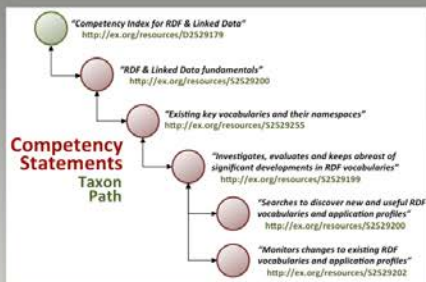 "Competency Index for RDF & Linked Data"
http://ex.org/resources/D2529179
"RDF & Linked Data fundamentals"
http://ex.org/resources/S2529200
"Existing key vocabularies and their namespaces"
http://ex.org/resources/S2529255
Competency
Statements
Taxon
Path
"Investigates, evaluates and keeps abreast of
significant developments in RDF vocabularies"
http://ex.org/resources/S2529199
"Searches to discover new and useful RDF
vocabularies and application profiles"
http://ex.org/resources/S2529200
"Monitors changes to existing RDF
vocabularies and application profiles"
http://ex.org/resources/S2529202